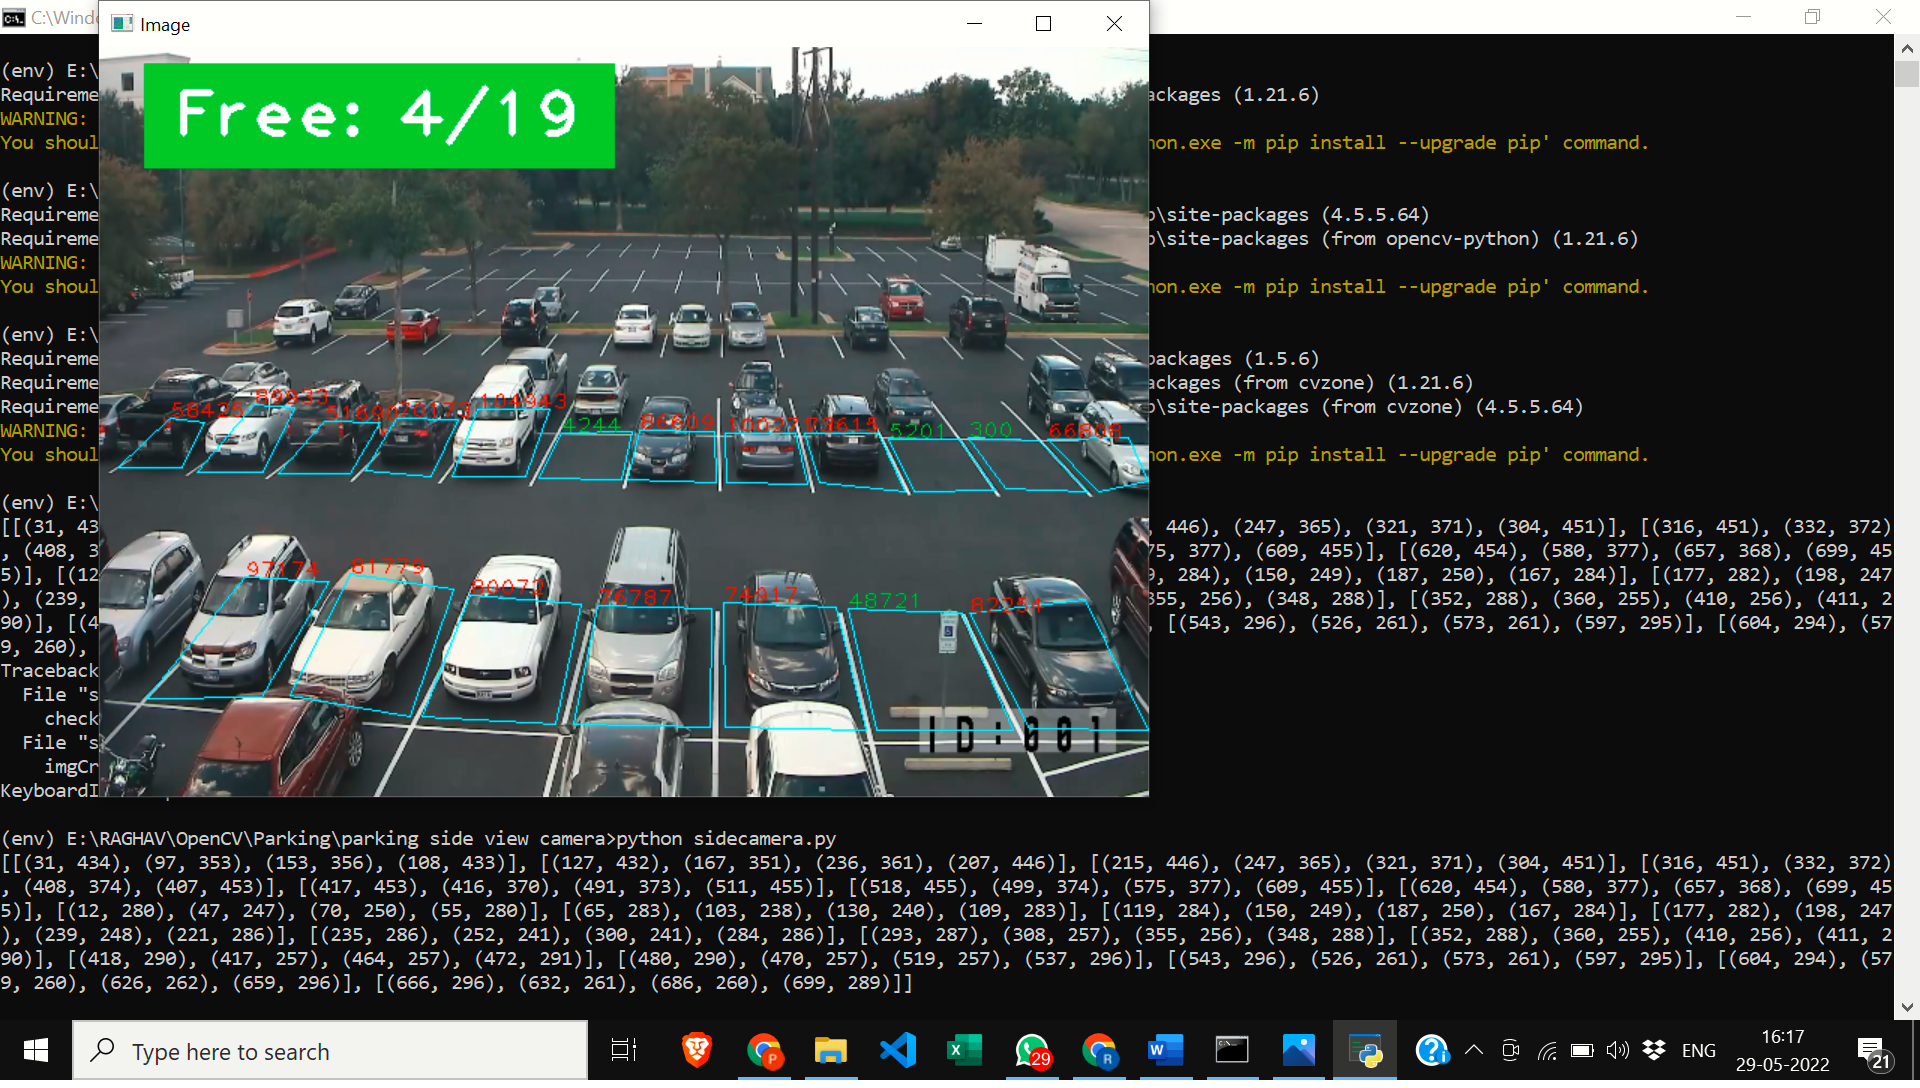 C:\Wind
Image
(env) E:\
Requireme
ackages (1.21.6)
WARNING:
You shoul
hon.exe -m pip install --upgrade pip' command.
(env) E:\
Requireme
p\site-packages (4.5.5.64)
Requireme
p\site-packages (from opencv-python) (1.21.6)
WARNING:
You shoul
hon.exe -m pip install --upgrade pip' command.
(env) E:\
Requireme
packages (1.5.6)
Requireme
ackages (from cvzone) (1.21.6)
Requireme
p\site-packages (from cvzone) (4.5.5.64)
WARNING:
You shoul
hon.exe -m pip install --upgrade pip' command.
(env) E:\
[[(31, 43
446), (247, 365), (321, 371), (304, 451)], [(316, 451), (332, 372)
, (408, 3
75, 377), (609, 455)], [(620, 454), (580, 377), (657, 368), (699, 45
5)], [(12
9, 284), (150, 249), (187, 250), (167, 284)], [(177, 282), (198, 247
), (239,
355, 256), (348, 288)], [(352, 288), (360, 255), (410, 256), (411, 2
90)], [(4
, [(543, 296), (526, 261), (573, 261), (597, 295)], [(604, 294), (57
9, 260),
Traceback
File "s
check
File "s
imgCr
KeyboardI
Free: 4/19
56425 89933 51690 70173 104943 4244 86609 5201 300 66808
97174 81779 80072 76787 74917 48721 82254
ID:001
(env) E:\RAGHAV\OpenCV\Parking\parking side view camera>python sidecamera.py
[[(31, 434), (97, 353), (153, 356), (108, 433)], [(127, 432), (167, 351), (236, 361), (207, 446)], [(215, 446), (247, 365), (321, 371), (304, 451)], [(316, 451), (332, 372)
, (408, 374), (407, 453)], [(417, 453), (416, 370), (491, 373), (511, 455)], [(518, 455), (499, 374), (575, 377), (609, 455)], [(620, 454), (580, 377), (657, 368), (699, 45
5)], [(12, 280), (47, 247), (70, 250), (55, 280)], [(65, 283), (103, 238), (130, 240), (109, 283)], [(119, 284), (150, 249), (187, 250), (167, 284)], [(177, 282), (198, 247
), (239, 248), (221, 286)], [(235, 286), (252, 241), (300, 241), (284, 286)], [(293, 287), (308, 257), (355, 256), (348, 288)], [(352, 288), (360, 255), (410, 256), (411, 2
90)], [(418, 290), (417, 257), (464, 257), (472, 291)], [(480, 290), (470, 257), (519, 257), (537, 296)], [(543, 296), (526, 261), (573, 261), (597, 295)], [(604, 294), (57
9, 260), (626, 262), (659, 296)], [(666, 296), (632, 261), (686, 260), (699, 289)]]
Type here to search
P
29
R
ENG
16:17
29-05-2022
21